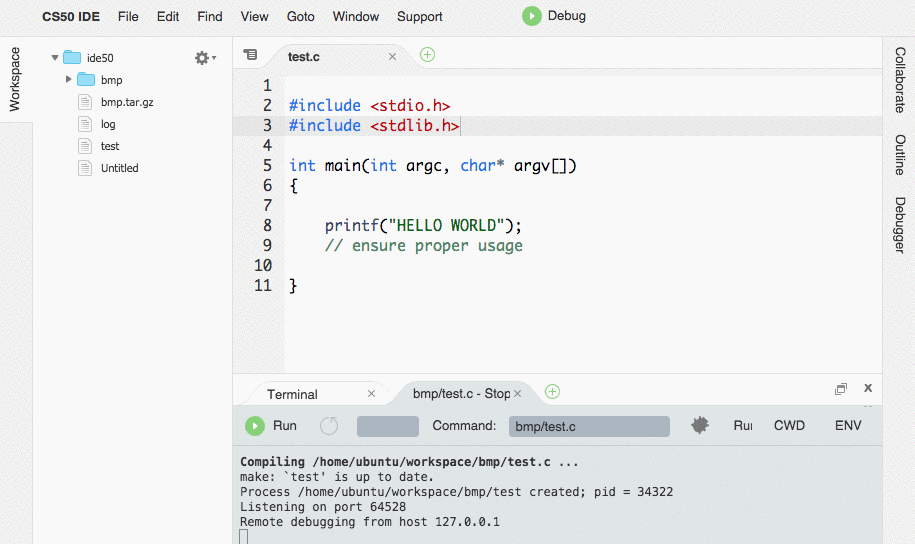 CS50 IDE File Edit Find View Goto Window Support Debug
Workspace
ide50
bmp
bmp.tar.gz
log
test
Untitled
test.c
1
2 #include <stdio.h>
3 #include <stdlib.h>
4
5 int main(int argc, char* argv[])
6 {
7
8 printf("HELLO WORLD");
9 // ensure proper usage
10
11 }
Collaborate
Outline
Debugger
Terminal bmp/test.c - Stop
Run Command: bmp/test.c Ru CWD ENV
Compiling /home/ubuntu/workspace/bmp/test.c ...
make: `test' is up to date.
Process /home/ubuntu/workspace/bmp/test created; pid = 34322
Listening on port 64528
Remote debugging from host 127.0.0.1